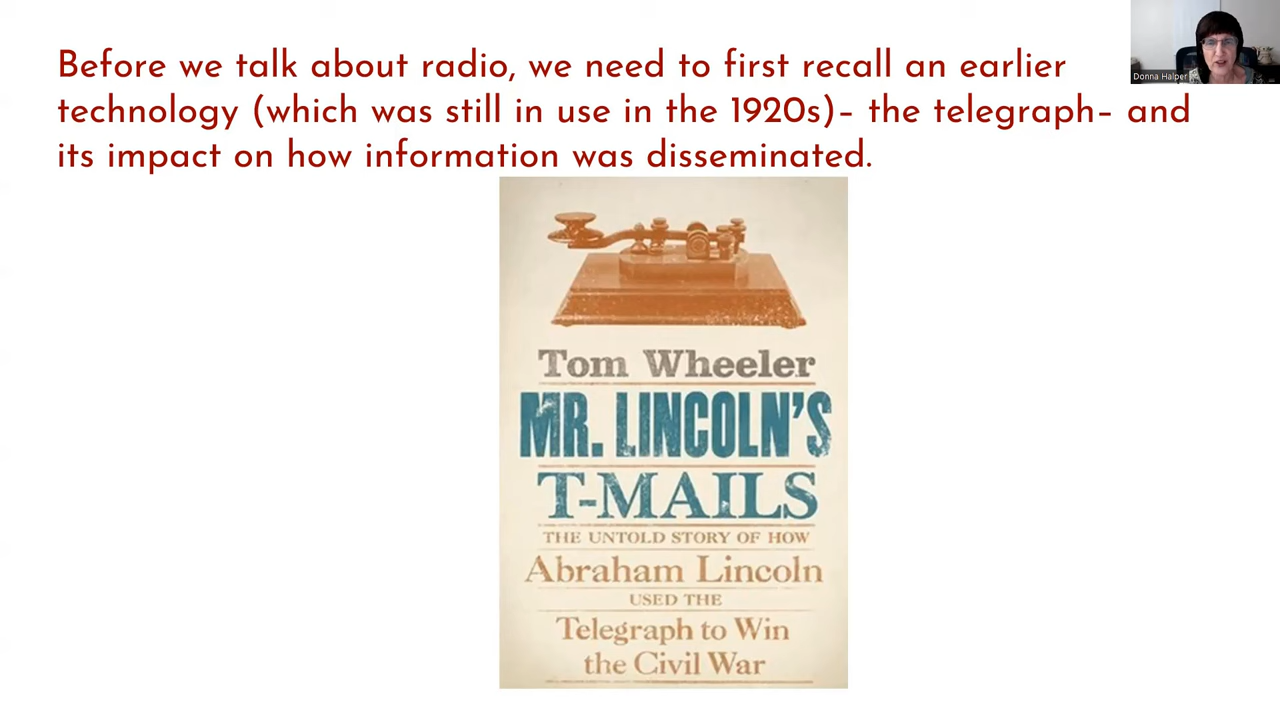 Before we talk about radio, we need to first recall an earlier
technology (which was still in use in the 1920s)– the telegraph– and
its impact on how information was disseminated.
Donna Halper
Tom Wheeler
MR. LINCOLN'S
T-MAILS
THE UNTOLD STORY OF HOW
Abraham Lincoln
USED THE
Telegraph to Win
the Civil War